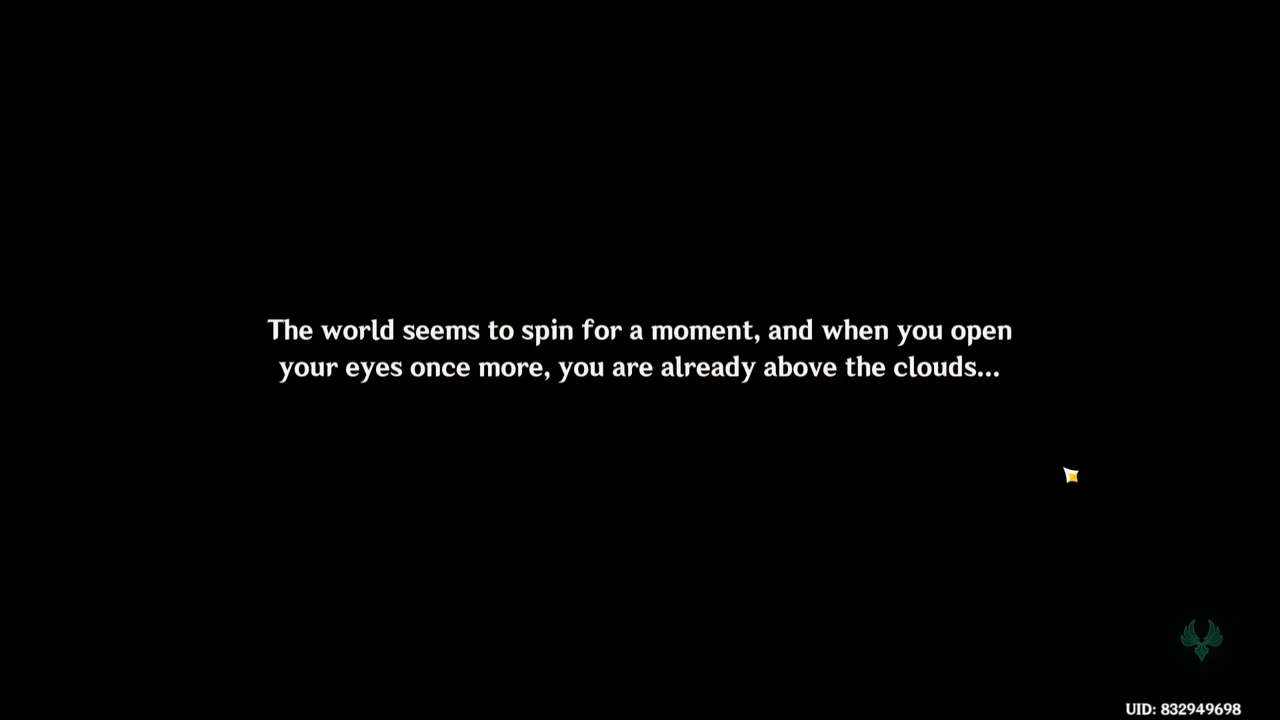 The world seems to spin for a moment, and when you open
your eyes once more, you are already above the clouds...
UID: 832949698